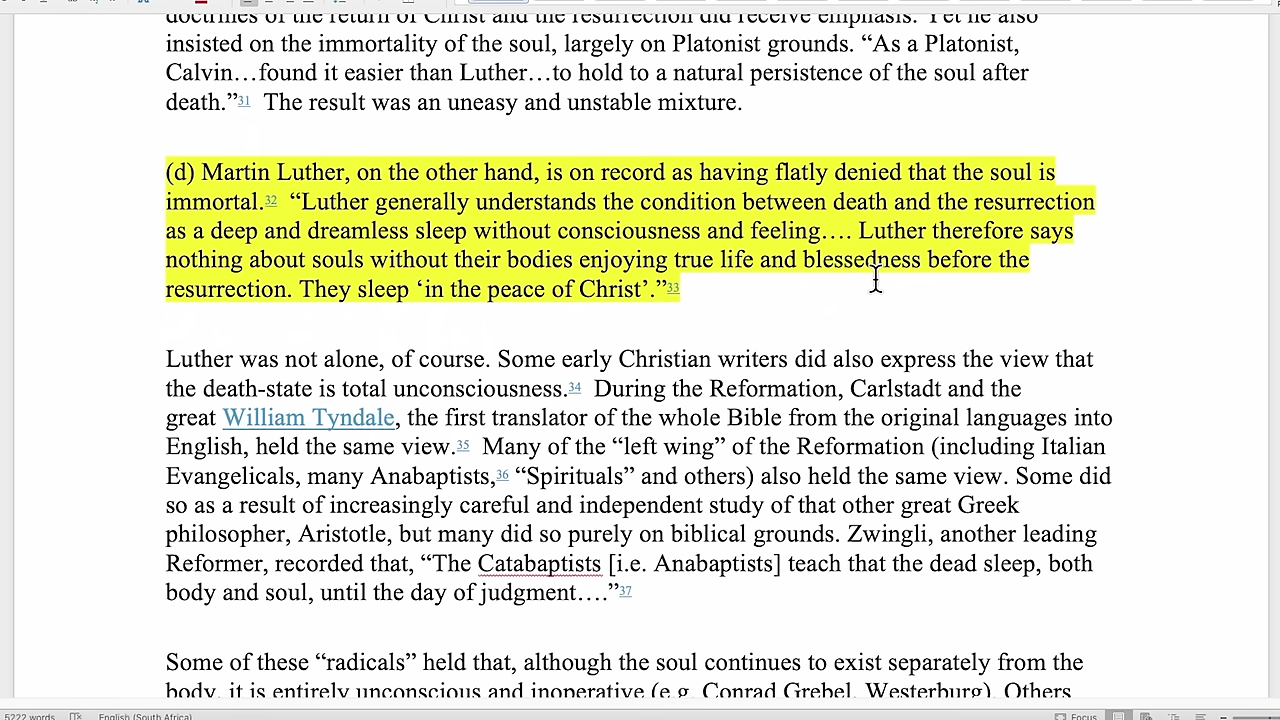 doctrines of the return of Christ and the resurrection did receive emphasis. Yet he also
insisted on the immortality of the soul, largely on Platonist grounds. “As a Platonist,
Calvin…found it easier than Luther…to hold to a natural persistence of the soul after
death.”31 The result was an uneasy and unstable mixture.
(d) Martin Luther, on the other hand, is on record as having flatly denied that the soul is
immortal.32 “Luther generally understands the condition between death and the resurrection
as a deep and dreamless sleep without consciousness and feeling…. Luther therefore says
nothing about souls without their bodies enjoying true life and blessedness before the
resurrection. They sleep ‘in the peace of Christ’.”33
Luther was not alone, of course. Some early Christian writers did also express the view that
the death-state is total unconsciousness.34 During the Reformation, Carlstadt and the
great William Tyndale, the first translator of the whole Bible from the original languages into
English, held the same view.35 Many of the “left wing” of the Reformation (including Italian
Evangelicals, many Anabaptists,36 “Spirituals” and others) also held the same view. Some did
so as a result of increasingly careful and independent study of that other great Greek
philosopher, Aristotle, but many did so purely on biblical grounds. Zwingli, another leading
Reformer, recorded that, “The Catabaptists [i.e. Anabaptists] teach that the dead sleep, both
body and soul, until the day of judgment….”37
Some of these “radicals” held that, although the soul continues to exist separately from the
body, it is entirely unconscious and inoperative (e.g. Conrad Grebel, Westerburg). Others
5222 words English (South Africa) Focus